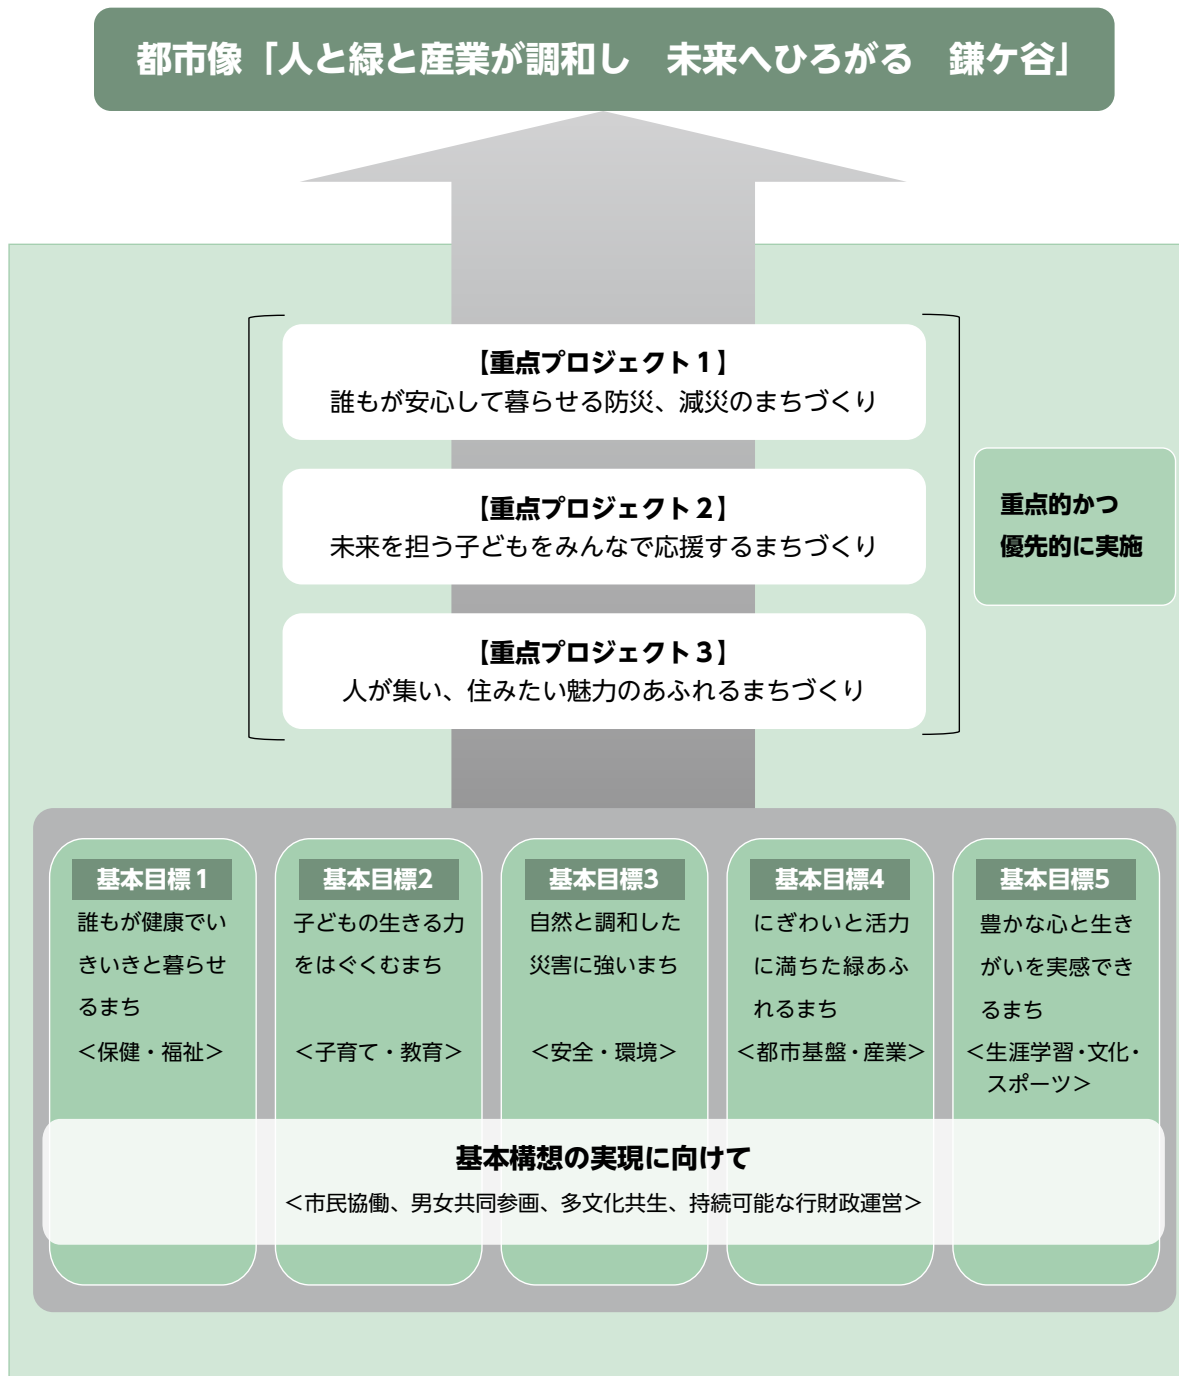 都市像「人と緑と産業が調和し　未来へひろがる　鎌ケ谷」
【重点プロジェクト１】
誰もが安心して暮らせる防災、減災のまちづくり
【重点プロジェクト２】
未来を担う子どもをみんなで応援するまちづくり
【重点プロジェクト３】
人が集い、住みたい魅力のあふれるまちづくり
重点的かつ
優先的に実施
基本目標１
誰もが健康でい
きいきと暮らせ
るまち
＜保健・福祉＞
基本目標2
子どもの生きる力
をはぐくむまち
＜子育て・教育＞
基本目標3
自然と調和した
災害に強いまち
＜安全・環境＞
基本目標4
にぎわいと活力
に満ちた緑あふ
れるまち
＜都市基盤・産業＞
基本目標5
豊かな心と生き
がいを実感でき
るまち
＜生涯学習・文化・
スポーツ＞
基本構想の実現に向けて
＜市民協働、男女共同参画、多文化共生、持続可能な行財政運営＞